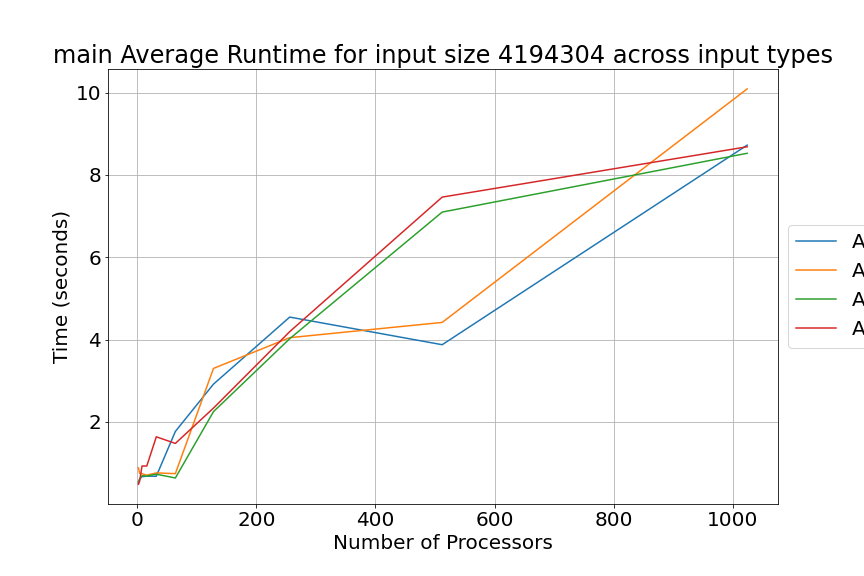 main Average Runtime for input size 4194304 across input types
10
8
6
4
2
Time (seconds)
0 200 400 600 800 1000
Number of Processors
A
A
A
A